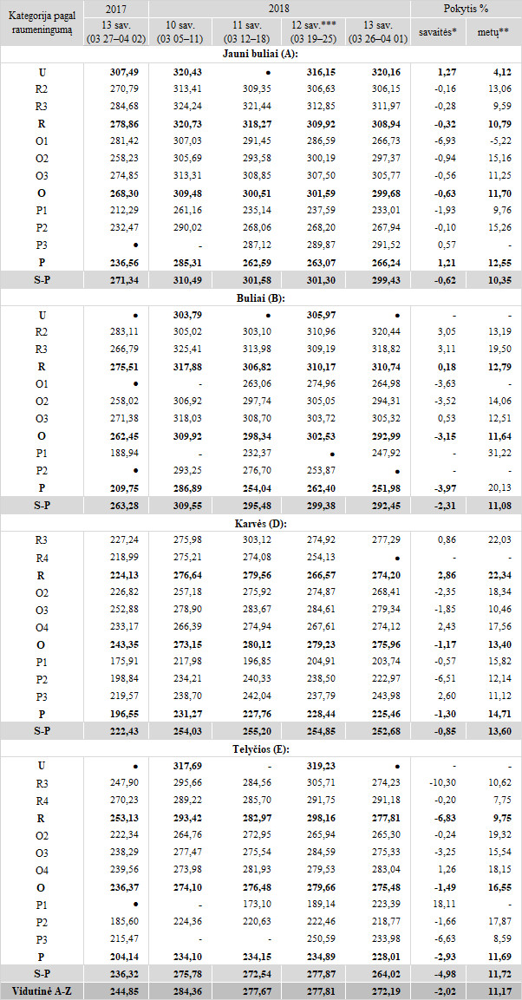 Kategorija pagal raumeningumą 2017 2018 Pokytis %
13 sav. (03 27–04 02) 10 sav. (03 05–11) 11 sav. (03 12–18) 12 sav.*** (03 19–25) 13 sav. (03 26–04 01) savaitės* metų**
Jauni buliai (A):
U 307,49 320,43 ● 316,15 320,16 1,27 4,12
R2 270,79 313,41 309,35 306,63 306,15 -0,16 13,06
R3 284,68 324,24 321,44 312,85 311,97 -0,28 9,59
R 278,86 320,73 318,27 309,92 308,94 -0,32 10,79
O1 281,42 307,03 291,45 286,59 266,73 -6,93 -5,22
O2 258,23 305,69 293,58 300,19 297,37 -0,94 15,16
O3 274,85 313,31 308,85 307,50 305,77 -0,56 11,25
O 268,30 309,48 300,51 301,59 299,68 -0,63 11,70
P1 212,29 261,16 235,14 237,59 233,01 -1,93 9,76
P2 232,47 290,02 268,06 268,20 267,94 -0,10 15,26
P3 ● - 287,12 289,87 291,52 0,57 -
P 236,56 285,31 262,59 263,07 266,24 1,21 12,55
S-P 271,34 310,49 301,58 301,30 299,43 -0,62 10,35
Buliai (B):
U ● 303,79 ● 305,97 ● - -
R2 283,11 305,02 303,10 310,96 320,44 3,05 13,19
R3 266,79 325,41 313,98 309,19 318,82 3,11 19,50
R 275,51 317,88 306,82 310,17 310,74 0,18 12,79
O1 ● - 263,06 274,96 264,98 -3,63 -
O2 258,02 306,92 297,74 305,05 294,31 -3,52 14,06
O3 271,38 318,03 308,70 303,72 305,32 0,53 12,51
O 262,45 309,92 298,34 302,53 292,99 -3,15 11,64
P1 188,94 - 232,37 ● 247,92 - 31,22
P2 ● 293,25 276,70 253,87 ● - -
P 209,75 286,89 254,04 262,40 251,98 -3,97 20,13
S-P 263,28 309,55 295,48 299,38 292,45 -2,31 11,08
Karvės (D):
R3 227,24 275,98 303,12 274,92 277,29 0,86 22,03
R4 218,99 275,21 274,08 254,13 ● - -
R 224,13 276,64 279,56 266,57 274,20 2,86 22,34
O2 226,82 257,18 275,92 274,87 268,41 -2,35 18,34
O3 252,88 278,90 283,67 284,61 279,34 -1,85 10,46
O4 233,17 266,39 274,94 267,61 274,12 2,43 17,56
O 243,35 273,15 280,12 279,23 275,96 -1,17 13,40
P1 175,91 217,98 196,85 204,91 203,74 -0,57 15,82
P2 198,84 234,21 240,33 238,50 222,97 -6,51 12,14
P3 219,57 238,70 242,04 237,79 243,98 2,60 11,12
P 196,55 231,27 227,76 228,44 225,46 -1,30 14,71
S-P 222,43 254,03 255,20 254,85 252,68 -0,85 13,60
Telyčios (E):
U ● 317,69 - 319,23 ● - -
R3 247,90 295,66 284,56 305,71 274,23 -10,30 10,62
R4 270,23 289,22 285,70 291,75 291,18 -0,20 7,75
R 253,13 293,42 282,97 298,16 277,81 -6,83 9,75
O2 222,34 264,76 272,95 265,94 265,30 -0,24 19,32
O3 238,29 277,47 275,54 284,59 275,33 -3,25 15,54
O4 239,56 273,98 281,93 279,53 283,04 1,26 18,15
O 236,37 274,10 276,48 279,66 275,48 -1,49 16,55
P1 ● - 173,10 189,14 223,39 18,11 -
P2 185,60 224,36 220,63 222,46 218,77 -1,66 17,87
P3 215,47 - - 250,59 233,98 -6,63 8,59
P 204,14 234,10 234,15 234,89 228,01 -2,93 11,69
S-P 236,32 275,78 272,54 277,87 264,02 -4,98 11,72
Vidutinė A-Z 244,85 284,36 277,67 277,81 272,19 -2,02 11,17